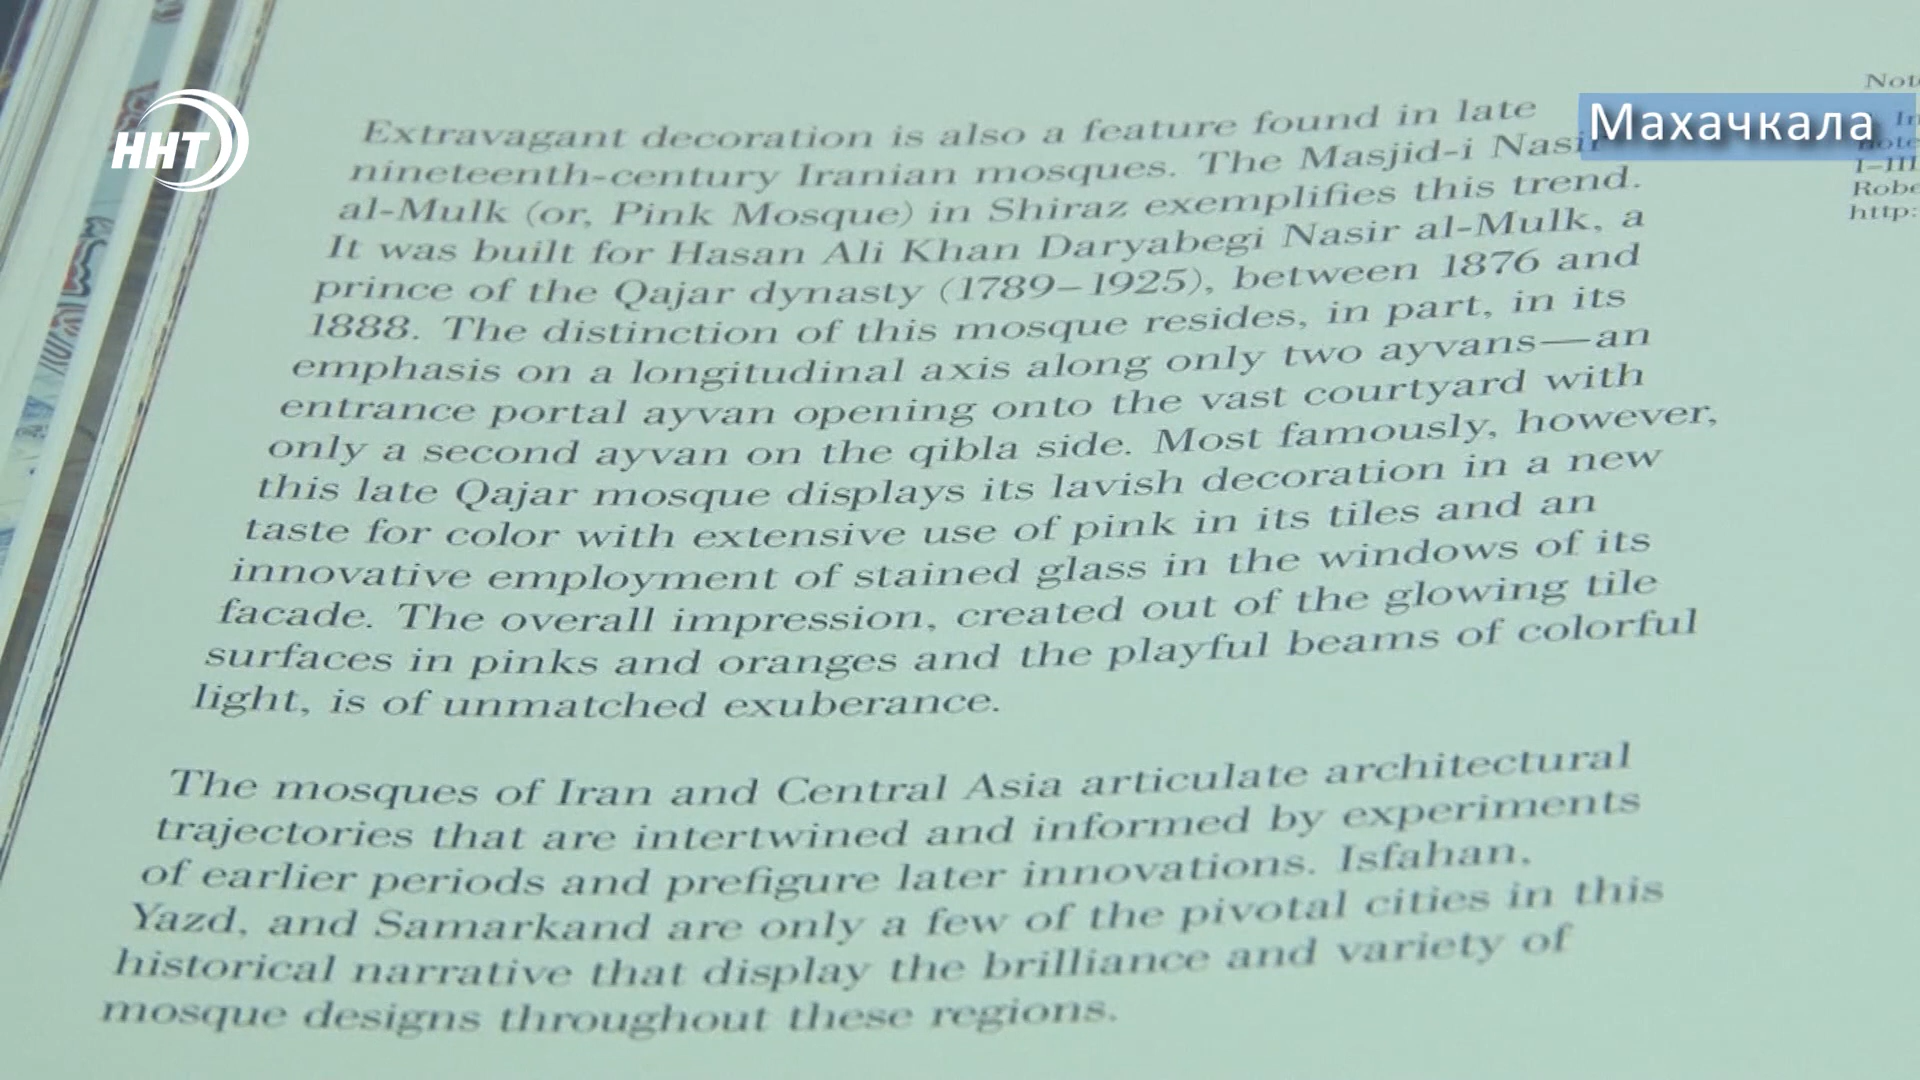 ННТ
Махачкала
Extravagant decoration is also a feature found in late
nineteenth-century Iranian mosques. The Masjid-i Nasir
al-Mulk (or, Pink Mosque) in Shiraz exemplifies this trend.
It was built for Hasan Ali Khan Daryabegi Nasir al-Mulk, a
prince of the Qajar dynasty (1789–1925), between 1876 and
1888. The distinction of this mosque resides, in part, in its
emphasis on a longitudinal axis along only two ayvans—an
entrance portal ayvan opening onto the vast courtyard with
only a second ayvan on the qibla side. Most famously, however,
this late Qajar mosque displays its lavish decoration in a new
taste for color with extensive use of pink in its tiles and an
innovative employment of stained glass in the windows of its
facade. The overall impression, created out of the glowing tile
surfaces in pinks and oranges and the playful beams of colorful
light, is of unmatched exuberance.
The mosques of Iran and Central Asia articulate architectural
trajectories that are intertwined and informed by experiments
of earlier periods and prefigure later innovations. Isfahan,
Yazd, and Samarkand are only a few of the pivotal cities in this
historical narrative that display the brilliance and variety of
mosque designs throughout these regions.
I–III
http: